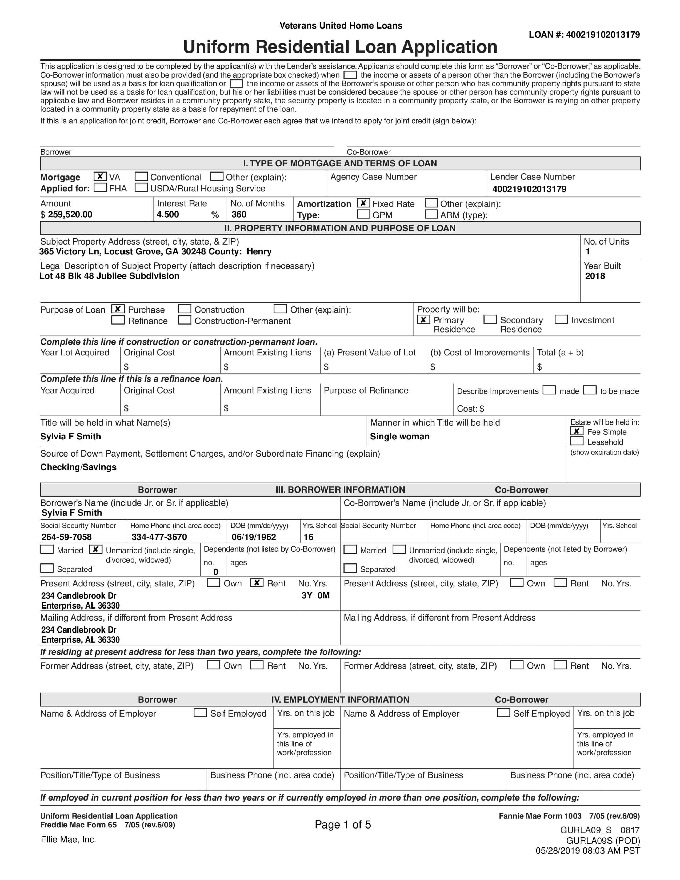 Veterans United Home Loans
LOAN #: 400219102013179
Uniform Residential Loan Application
This application is designed to be completed by the applicant(s) with the Lender's assistance. Applicants should complete this form as "Borrower" or "Co-Borrower," as applicable.
Co-Borrower information must also be provided (and the appropriate box checked) when the income or assets of a person other than the Borrower (including the Borrower's
spouse) will be used as a basis for loan qualification or the income or assets of the Borrower's spouse or other person who has community property rights pursuant to state
law will not be used as a basis for loan qualification, but his or her liabilities must be considered because the spouse or other person has community property rights pursuant to
applicable law and Borrower resides in a community property state, the security property is located in a community property state, or the Borrower is relying on other property
located in a community property state as a basis for repayment of the loan.
If this is an application for joint credit, Borrower and Co-Borrower each agree that we intend to apply for joint credit (sign below):
Borrower Co-Borrower
I. TYPE OF MORTGAGE AND TERMS OF LOAN
Mortgage X VA Conventional Other (explain): Agency Case Number Lender Case Number
Applied for: FHA USDA/Rural Housing Service 400219102013179
Amount Interest Rate No. of Months Amortization X Fixed Rate Other (explain):
$ 259,520.00 4.500 % 360 Type: GPM ARM (type):
II. PROPERTY INFORMATION AND PURPOSE OF LOAN
Subject Property Address (street, city, state, & ZIP) No. of Units
365 Victory Ln, Locust Grove, GA 30248 County: Henry 1
Legal Description of Subject Property (attach description if necessary) Year Built
Lot 48 Blk 48 Jubilee Subdivision 2018
Purpose of Loan X Purchase Construction Other (explain): Property will be:
Refinance Construction-Permanent X Primary Residence Secondary Residence Investment
Complete this line if construction or construction-permanent loan.
Year Lot Acquired Original Cost Amount Existing Liens (a) Present Value of Lot (b) Cost of Improvements Total (a + b)
$ $ $ $ $
Complete this line if this is a refinance loan.
Year Acquired Original Cost Amount Existing Liens Purpose of Refinance Describe Improvements made to be made
$ $ Cost: $
Title will be held in what Name(s) Manner in which Title will be held Estate will be held in:
Sylvia F Smith Single woman X Fee Simple
Leasehold
Source of Down Payment, Settlement Charges, and/or Subordinate Financing (explain) (show expiration date)
Checking/Savings
Borrower III. BORROWER INFORMATION Co-Borrower
Borrower's Name (include Jr. or Sr. if applicable) Co-Borrower's Name (include Jr. or Sr. if applicable)
Sylvia F Smith
Social Security Number Home Phone (incl. area code) DOB (mm/dd/yyyy) Yrs. School Social Security Number Home Phone (incl. area code) DOB (mm/dd/yyyy) Yrs. School
264-59-7058 334-477-3570 06/19/1962 16
Married X Unmarried (include single, Dependents (not listed by Co-Borrower) Married Unmarried (include single, Dependents (not listed by Borrower)
divorced, widowed) no. ages divorced, widowed) no. ages
Separated 0 Separated
Present Address (street, city, state, ZIP) Own X Rent No. Yrs. Present Address (street, city, state, ZIP) Own Rent No. Yrs.
234 Candlebrook Dr 3Y 0M
Enterprise, AL 36330
Mailing Address, if different from Present Address Mailing Address, if different from Present Address
234 Candlebrook Dr
Enterprise, AL 36330
If residing at present address for less than two years, complete the following:
Former Address (street, city, state, ZIP) Own Rent No. Yrs. Former Address (street, city, state, ZIP) Own Rent No. Yrs.
Borrower IV. EMPLOYMENT INFORMATION Co-Borrower
Name & Address of Employer Self Employed Yrs. on this job Name & Address of Employer Self Employed Yrs. on this job
Yrs. employed in Yrs. employed in
this line of this line of
work/profession work/profession
Position/Title/Type of Business Business Phone (incl. area code) Position/Title/Type of Business Business Phone (incl. area code)
If employed in current position for less than two years or if currently employed in more than one position, complete the following:
Uniform Residential Loan Application Fannie Mae Form 1003 7/05 (rev.6/09)
Freddie Mac Form 65 7/05 (rev.6/09) Page 1 of 5 GURLA09_S 0817
Ellie Mae, Inc. GURLA09S (POD)
05/28/2019 08:03 AM PST